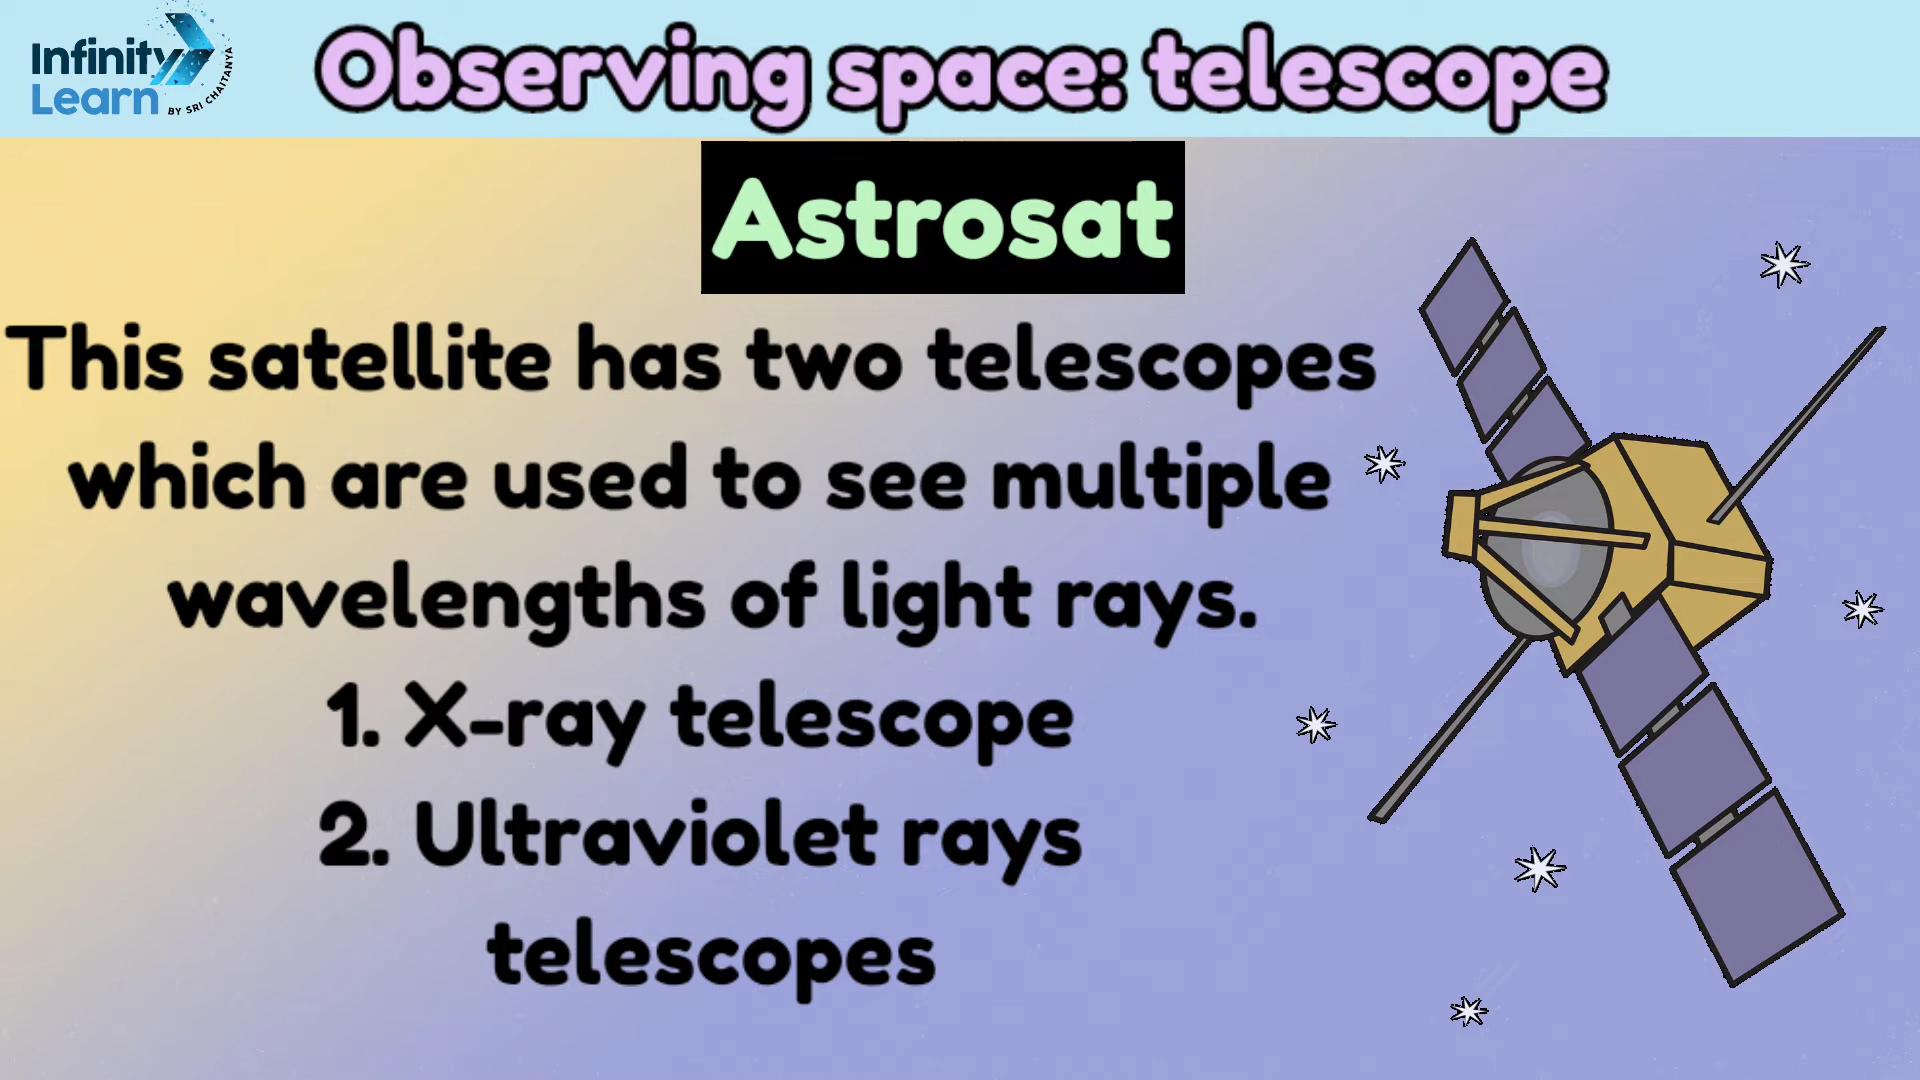 Infinity
Learn
BY SRI CHAITANYA
Observing space: telescope
Astrosat
This satellite has two telescopes
which are used to see multiple
wavelengths of light rays.
1. X-ray telescope
2. Ultraviolet rays
telescopes